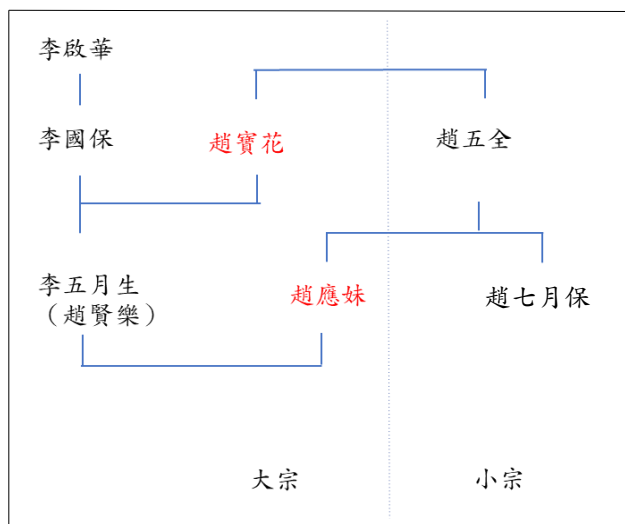 李啟華
李國保
趙寶花
趙五全
李五月生
（趙賢樂）
趙應妹
趙七月保
大宗
小宗